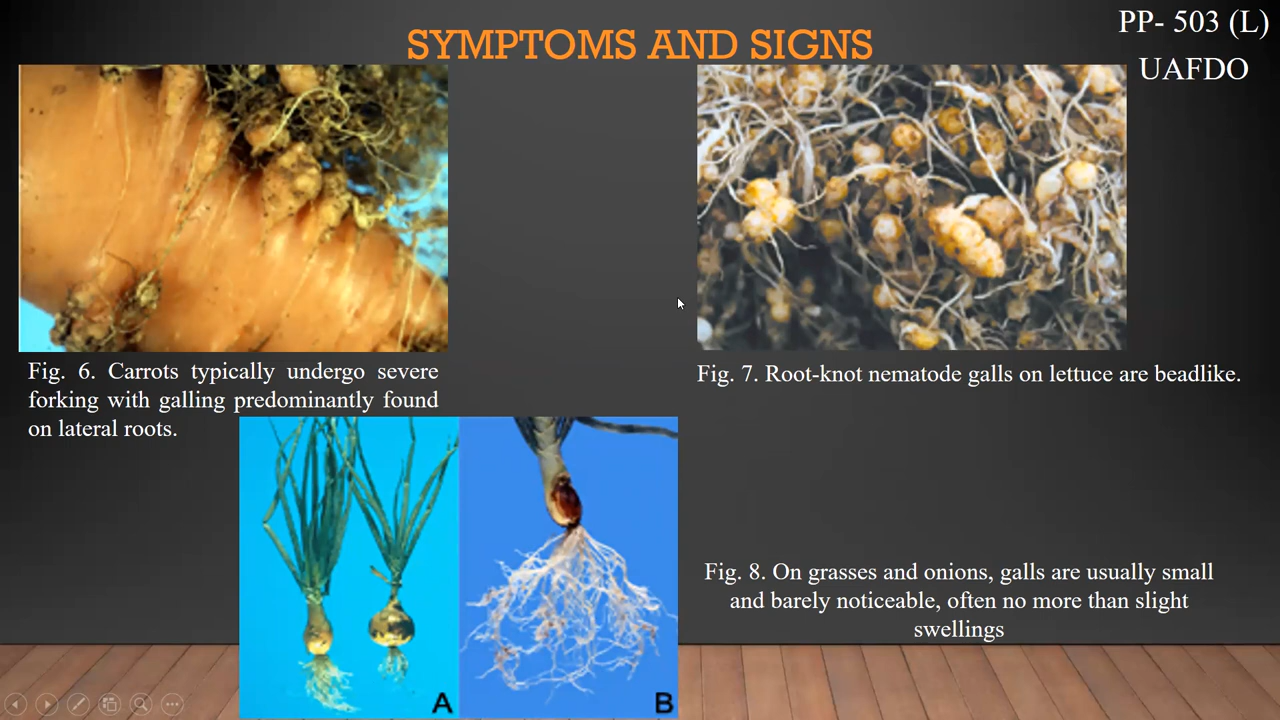 SYMPTOMS AND SIGNS
PP- 503 (L)
UAFDO
Fig. 6. Carrots typically undergo severe
forking with galling predominantly found
on lateral roots.
Fig. 7. Root-knot nematode galls on lettuce are beadlike.
A
B
Fig. 8. On grasses and onions, galls are usually small
and barely noticeable, often no more than slight
swellings